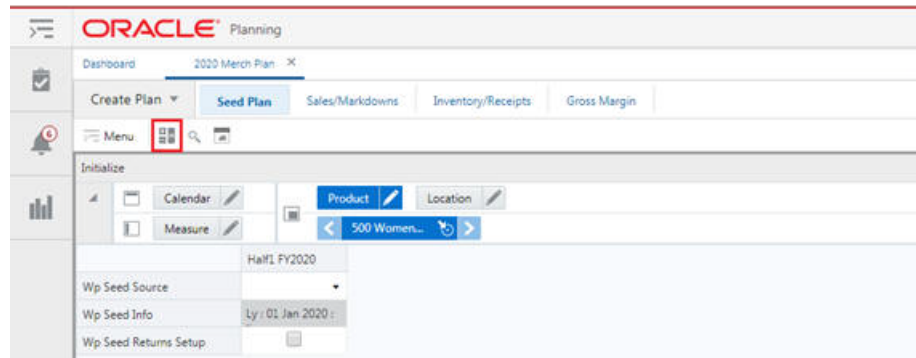 ORACLE® Planning
Dashboard 2020 Merch Plan ×
Create Plan Seed Plan Sales/Markdowns Inventory/Receipts Gross Margin
6
Menu
Initialize
Calendar Product Location
Measure 500 Women...
Half1 FY2020
Wp Seed Source
Wp Seed Info Ly : 01 Jan 2020 :
Wp Seed Returns Setup